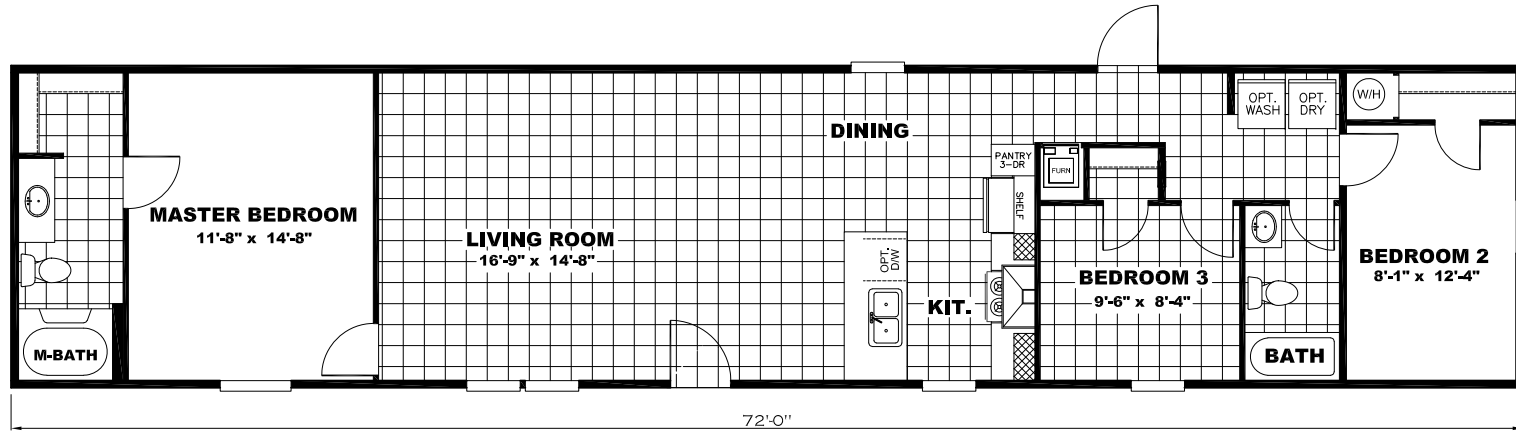 MASTER BEDROOM
11'-8" x 14'-8"
M-BATH
LIVING ROOM
16'-9" x 14'-8"
DINING
PANTRY
3-DR
SHELF
OPT.
D/W
KIT.
FURN
BEDROOM 3
9'-6" x 8'-4"
OPT.
WASH
OPT.
DRY
W/H
BATH
BEDROOM 2
8'-1" x 12'-4"
72'-0"